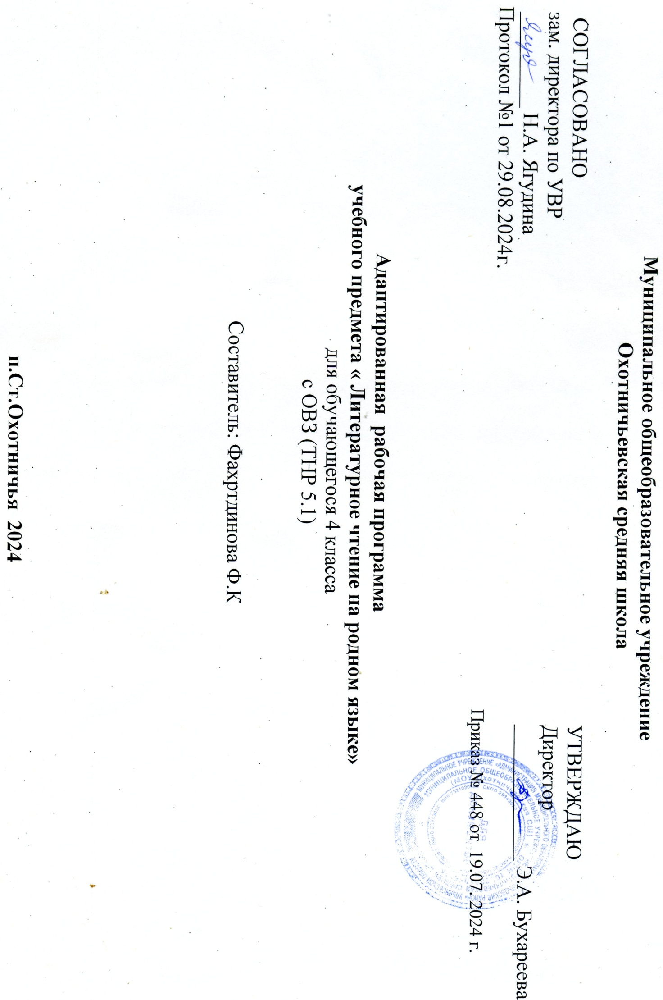 Муниципальное общеобразовательное учреждение
Охотничьевская средняя школа
СОГЛАСОВАНО
зам. директора по УВР
Н.А. Ягудина
Протокол №1 от 29.08.2024г.
УТВЕРЖДАЮ
Директор
Э.А. Бухареева
Приказ № 448 от 19.07. 2024 г.
Адаптированная рабочая программа
учебного предмета « Литературное чтение на родном языке»
для обучающегося 4 класса
с ОВЗ (ТНР 5.1)
Составитель: Фахртдинова Ф.К
п.Ст.Охотничья 2024